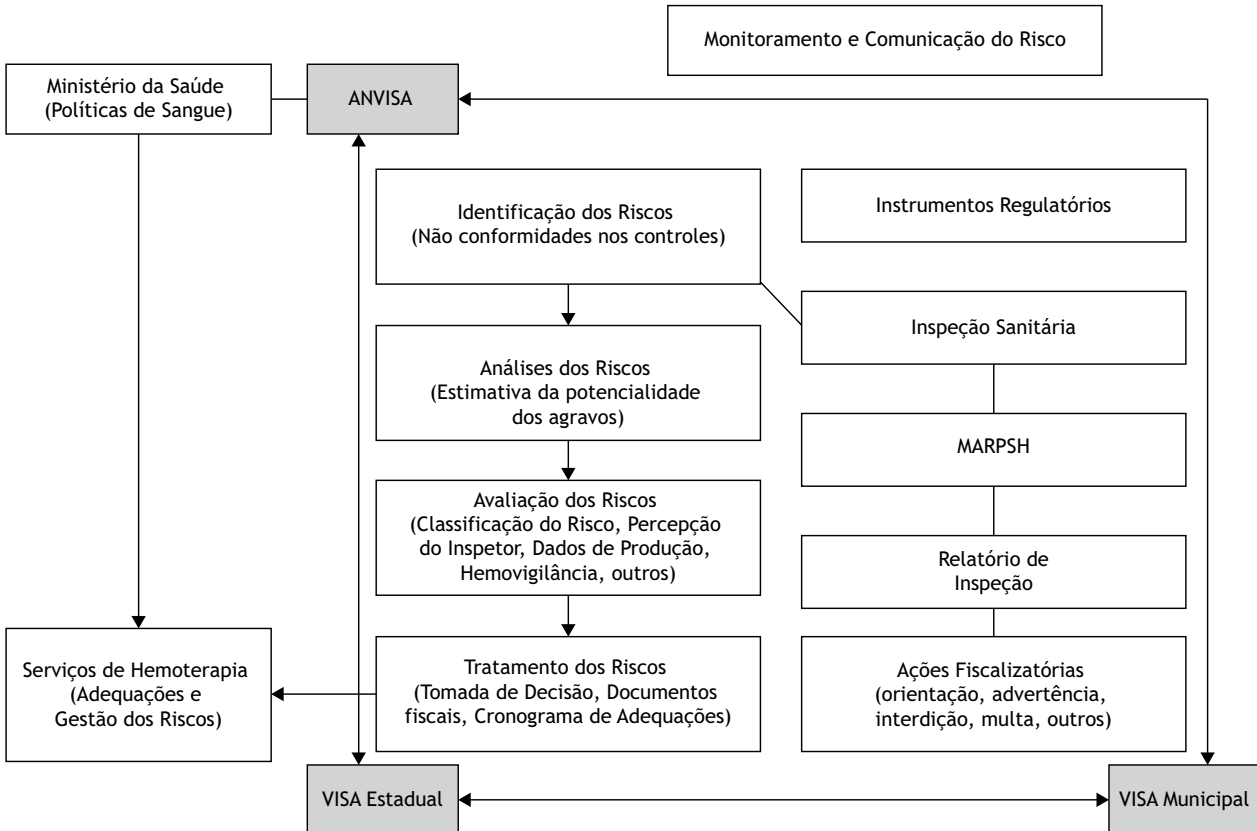 Monitoramento e Comunicação do Risco
Ministério da Saúde
(Políticas de Sangue)
ANVISA
Identificação dos Riscos
(Não conformidades nos controles)
Instrumentos Regulatórios
Inspeção Sanitária
Análises dos Riscos
(Estimativa da potencialidade
dos agravos)
MARPSH
Avaliação dos Riscos
(Classificação do Risco, Percepção
do Inspetor, Dados de Produção,
Hemovigilância, outros)
Relatório de
Inspeção
Serviços de Hemoterapia
(Adequações e
Gestão dos Riscos)
Tratamento dos Riscos
(Tomada de Decisão, Documentos
fiscais, Cronograma de Adequações)
Ações Fiscalizatórias
(orientação, advertência,
interdição, multa, outros)
VISA Estadual
VISA Municipal